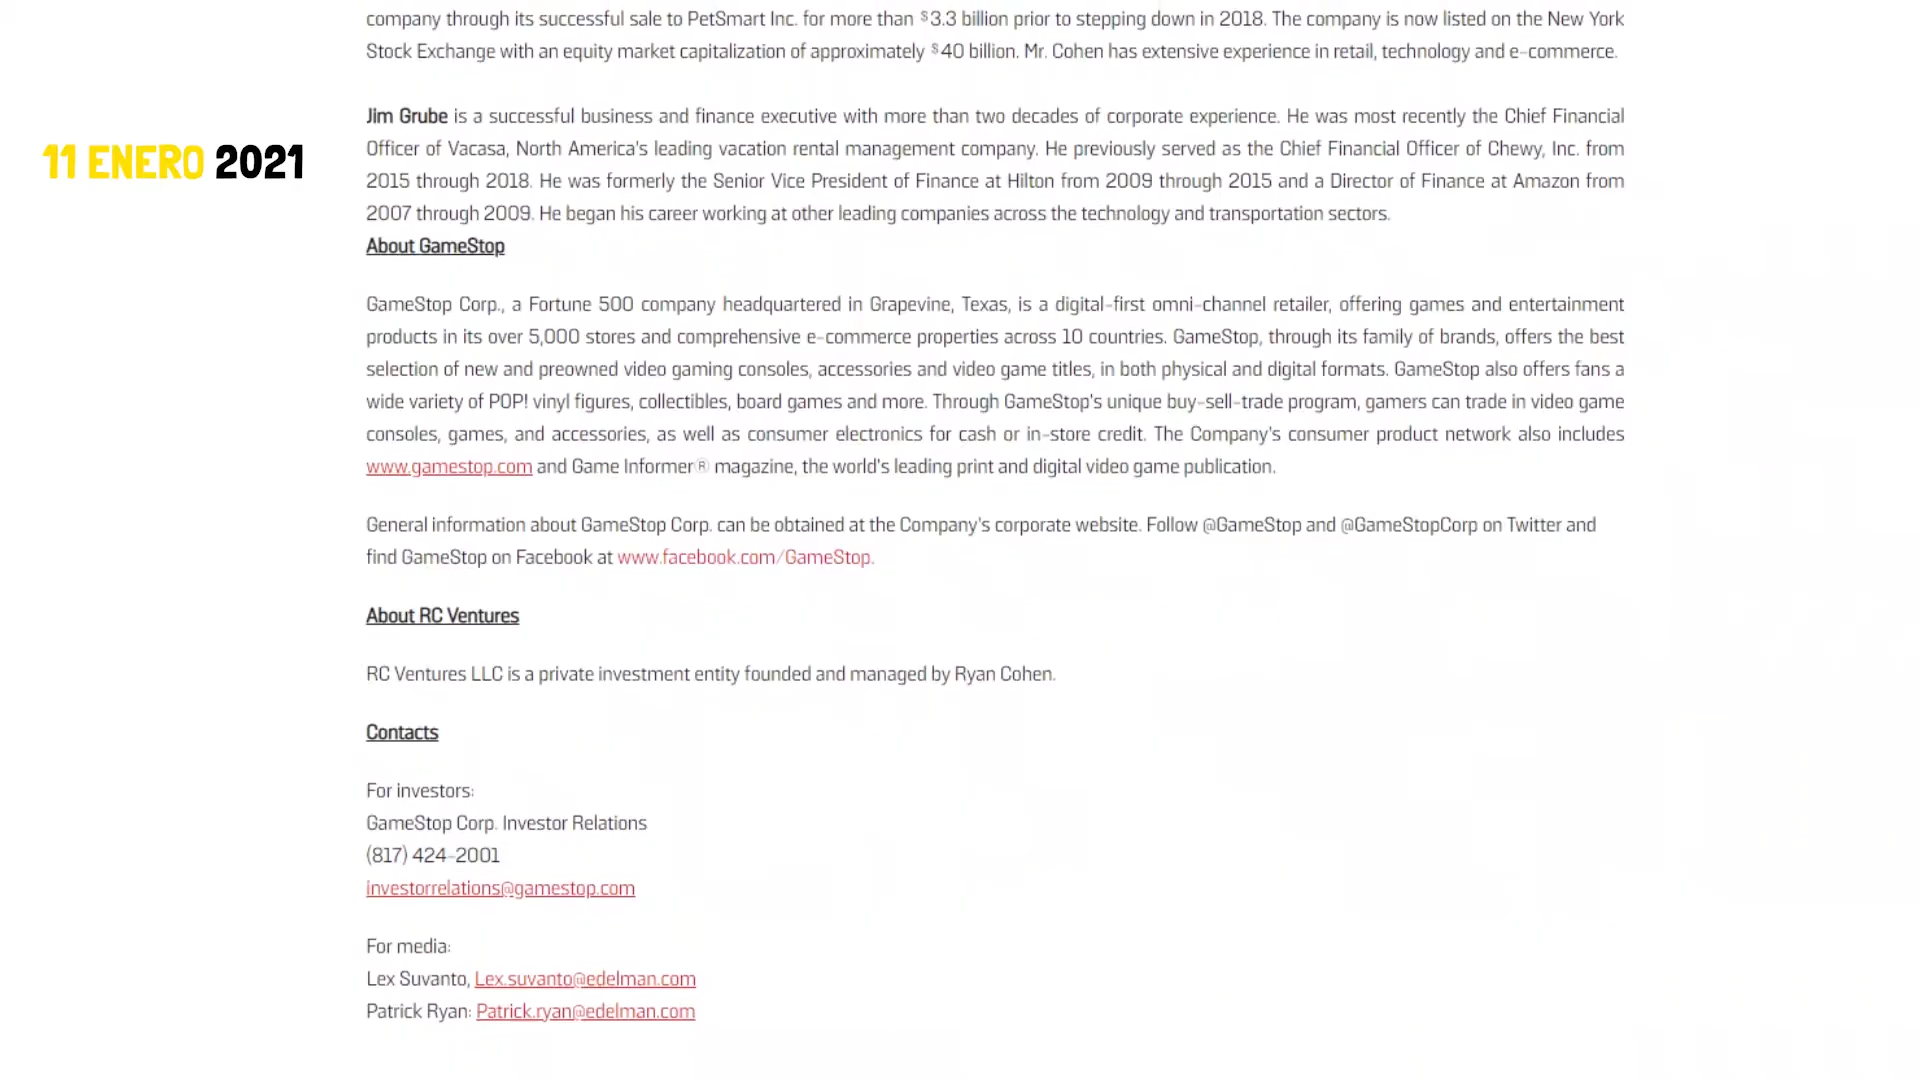 company through its successful sale to PetSmart Inc. for more than $3.3 billion prior to stepping down in 2018. The company is now listed on the New York
Stock Exchange with an equity market capitalization of approximately $40 billion. Mr. Cohen has extensive experience in retail, technology and e-commerce.
11 ENERO 2021
Jim Grube is a successful business and finance executive with more than two decades of corporate experience. He was most recently the Chief Financial
Officer of Vacasa, North America's leading vacation rental management company. He previously served as the Chief Financial Officer of Chewy, Inc. from
2015 through 2018. He was formerly the Senior Vice President of Finance at Hilton from 2009 through 2015 and a Director of Finance at Amazon from
2007 through 2009. He began his career working at other leading companies across the technology and transportation sectors.
About GameStop
GameStop Corp., a Fortune 500 company headquartered in Grapevine, Texas, is a digital-first omni-channel retailer, offering games and entertainment
products in its over 5,000 stores and comprehensive e-commerce properties across 10 countries. GameStop, through its family of brands, offers the best
selection of new and preowned video gaming consoles, accessories and video game titles, in both physical and digital formats. GameStop also offers fans a
wide variety of POP! vinyl figures, collectibles, board games and more. Through GameStop's unique buy-sell-trade program, gamers can trade in video game
consoles, games, and accessories, as well as consumer electronics for cash or in-store credit. The Company's consumer product network also includes
www.gamestop.com and Game Informer® magazine, the world's leading print and digital video game publication.
General information about GameStop Corp. can be obtained at the Company's corporate website. Follow @GameStop and @GameStopCorp on Twitter and
find GameStop on Facebook at www.facebook.com/GameStop.
About RC Ventures
RC Ventures LLC is a private investment entity founded and managed by Ryan Cohen.
Contacts
For investors:
GameStop Corp. Investor Relations
(817) 424-2001
investorrelations@gamestop.com
For media:
Lex Suvanto, Lex.suvanto@edelman.com
Patrick Ryan: Patrick.ryan@edelman.com